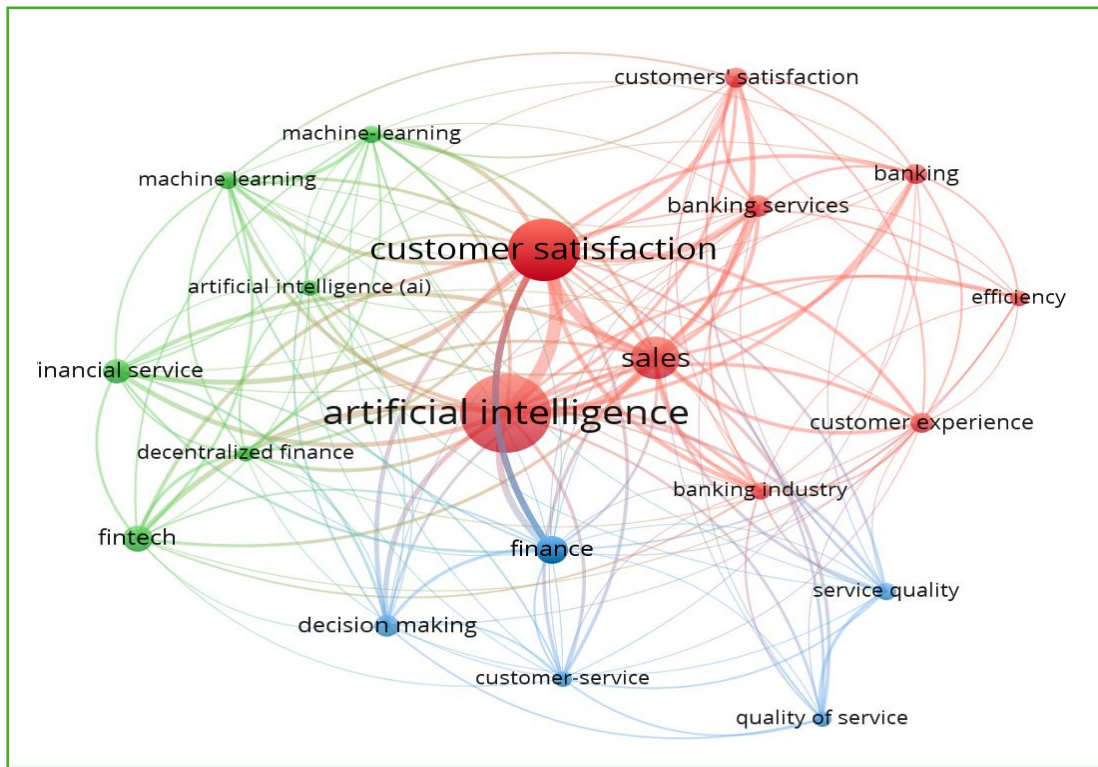 customers' satisfaction
machine-learning
banking
machine learning
banking services
customer satisfaction
artificial intelligence (ai)
efficiency
sales
inancial service
artificial intelligence
customer experience
decentralized finance
banking industry
fintech
finance
service quality
decision making
customer-service
quality of service